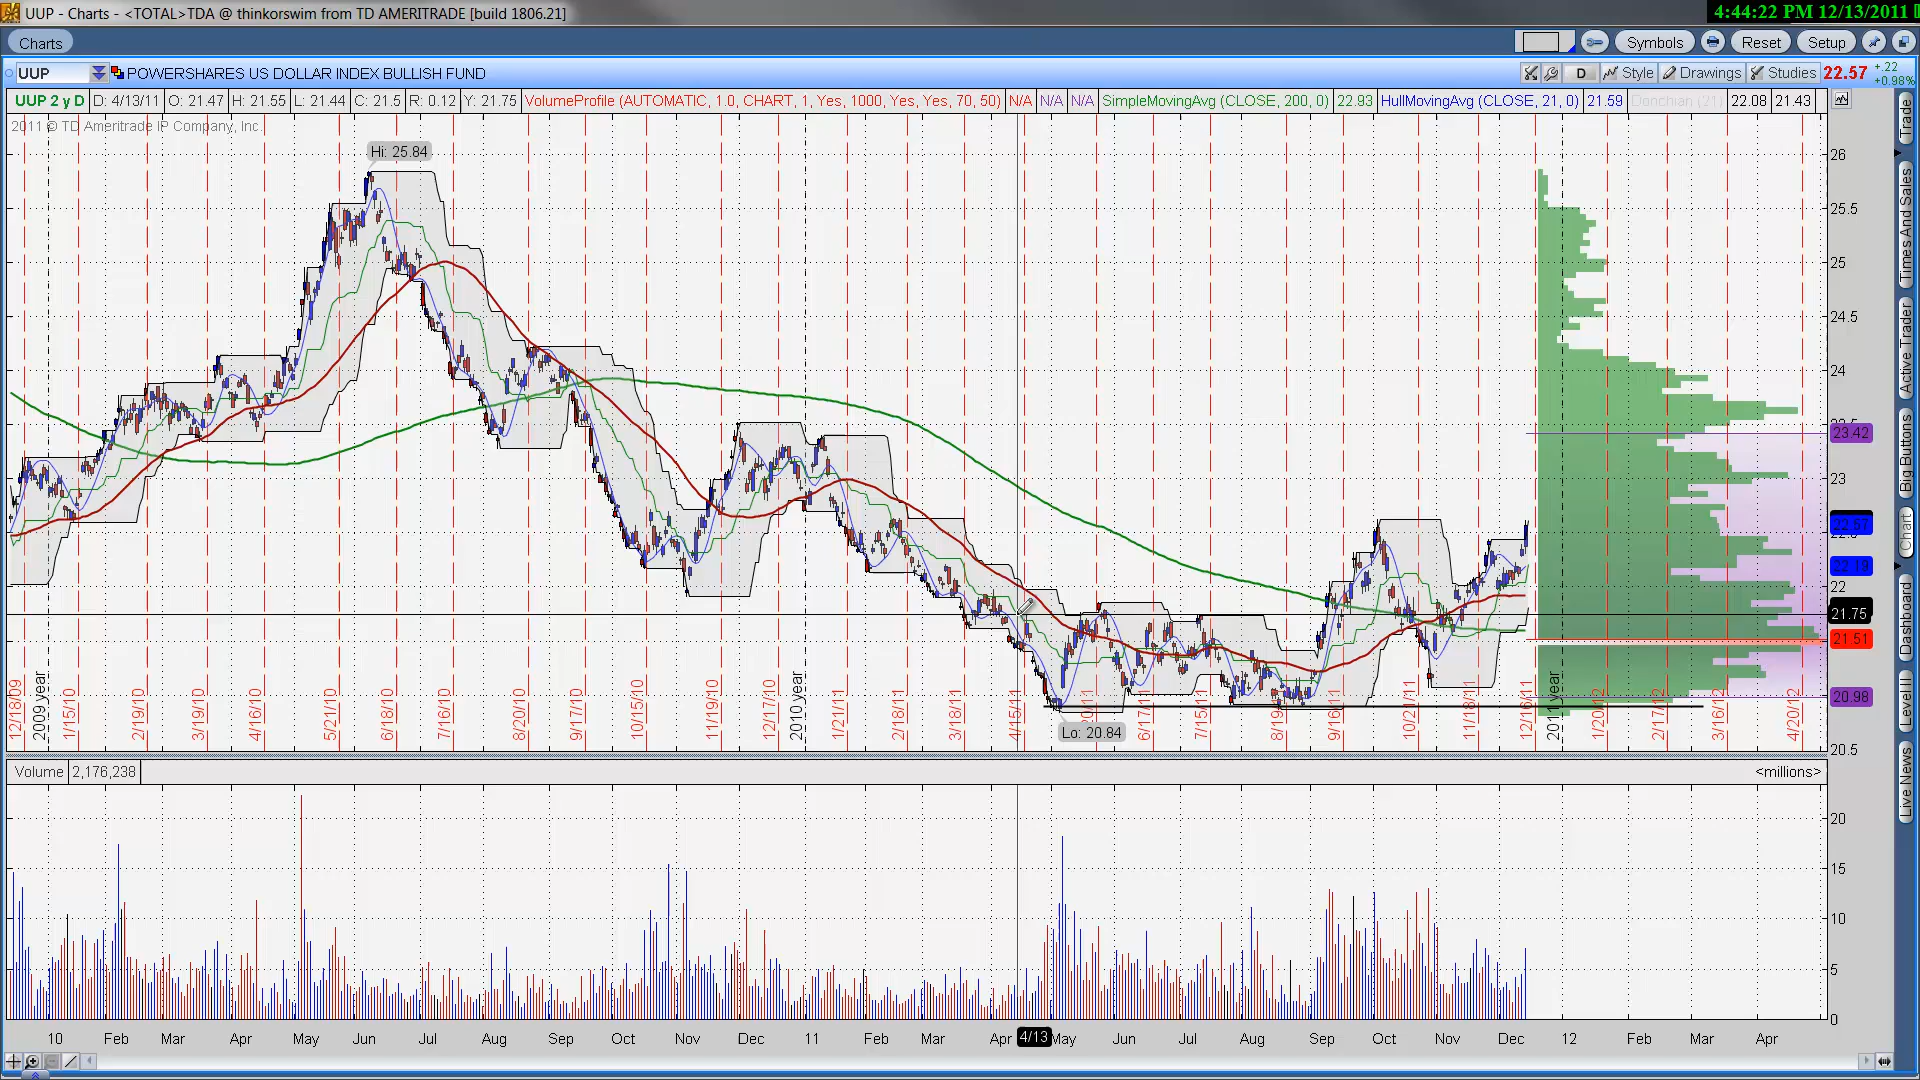 UUP - Charts - <TOTAL>TDA @ thinkorswim from TD AMERITRADE [build 1806.21]
4:44:22 PM 12/13/2011
Charts
Symbols
Reset
Setup
UUP
POWERSHARES US DOLLAR INDEX BULLISH FUND
D
Style
Drawings
Studies
22.57
+.22
+0.98%
UUP 2 y D D: 4/13/11 O: 21.47 H: 21.55 L: 21.44 C: 21.5 R: 0.12 Y: 21.75 VolumeProfile (AUTOMATIC, 1.0, CHART, 1, Yes, 1000, Yes, Yes, 70, 50) N/A N/A N/A SimpleMovingAvg (CLOSE, 200, 0) 22.93 HullMovingAvg (CLOSE, 21, 0) 21.59 Donchian (21) 22.08 21.43
2011 © TD Ameritrade IP Company, Inc.
Hi: 25.84
Lo: 20.84
26
25.5
25
24.5
24
23.42
23
22.57
22.19
22
21.75
21.51
20.98
20.5
12/18/09
2009 year
1/15/10
2/19/10
3/19/10
4/16/10
5/21/10
6/18/10
7/16/10
8/20/10
9/17/10
10/15/10
11/19/10
12/17/10
2010 year
1/21/11
2/18/11
3/18/11
4/15/11
6/17/11
7/15/11
8/19/11
9/16/11
10/21/11
11/18/11
12/16/11
2011 year
1/20/12
2/17/12
3/16/12
4/20/12
Volume 2,176,238
<millions>
20
15
10
5
0
10 Feb Mar Apr May Jun Jul Aug Sep Oct Nov Dec 11 Feb Mar Apr 4/13 May Jun Jul Aug Sep Oct Nov Dec 12 Feb Mar Apr
Trade
Times And Sales
Active Trader
Big Buttons
Chart
Dashboard
Level II
Live News